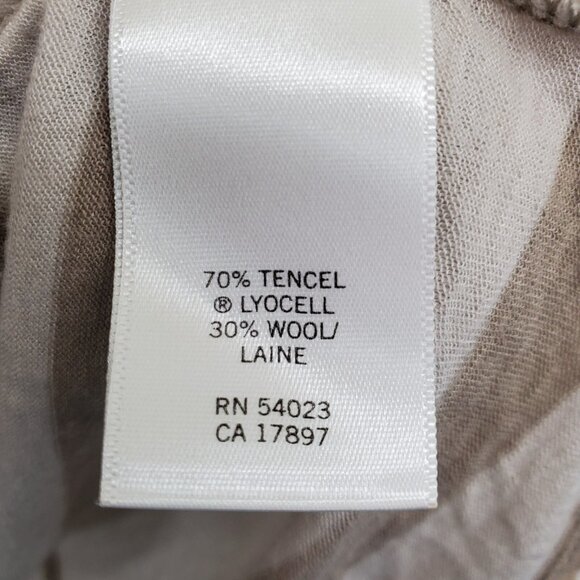 70% TENCEL
® LYOCELL
30% WOOL/
LAINE
RN 54023
CA 17897